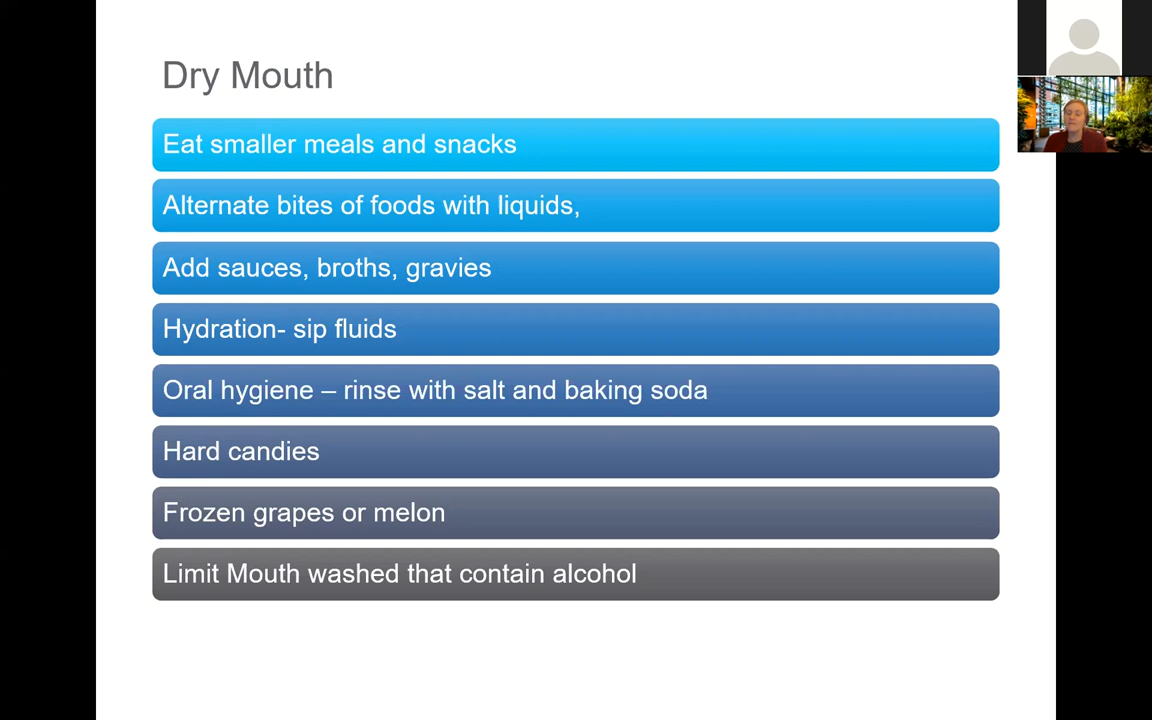 Dry Mouth
Eat smaller meals and snacks
Alternate bites of foods with liquids,
Add sauces, broths, gravies
Hydration- sip fluids
Oral hygiene – rinse with salt and baking soda
Hard candies
Frozen grapes or melon
Limit Mouth washed that contain alcohol